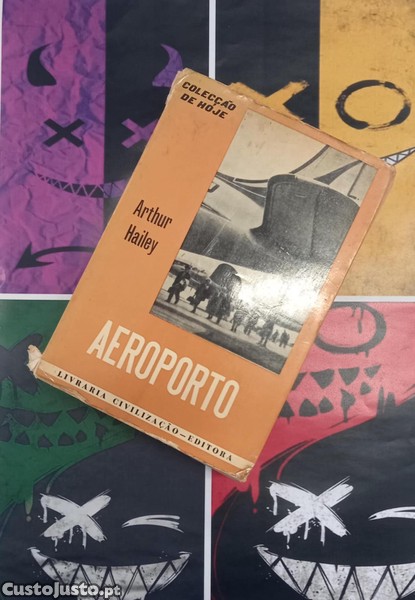 COLECÇÃO
DE HOJE
Arthur
Hailey
AEROPORTO
LIVRARIA CIVILIZAÇÃO—EDITORA
CustoJusto.pt